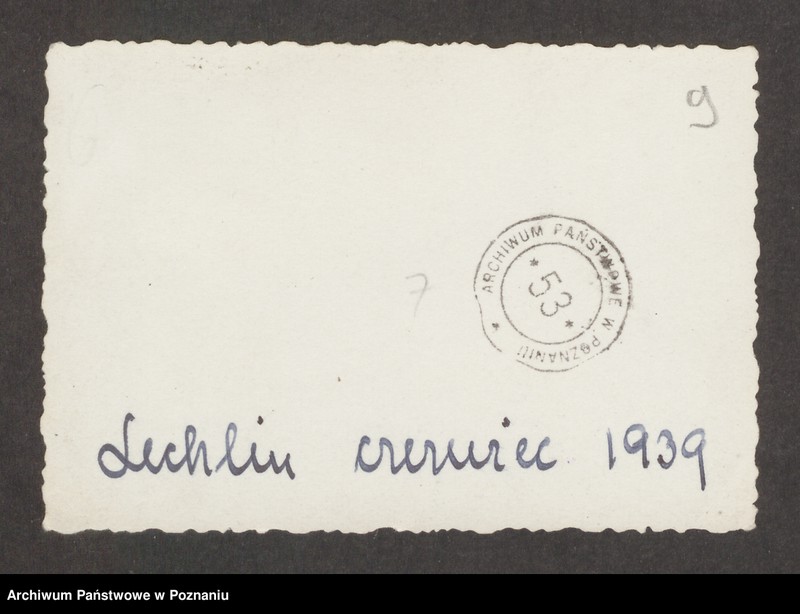 9
ARCHIWUM PAŃSTWOWE W POZNANIU
* 53 *
*
7
Lechlin czerwiec 1939
Archiwum Państwowe w Poznaniu